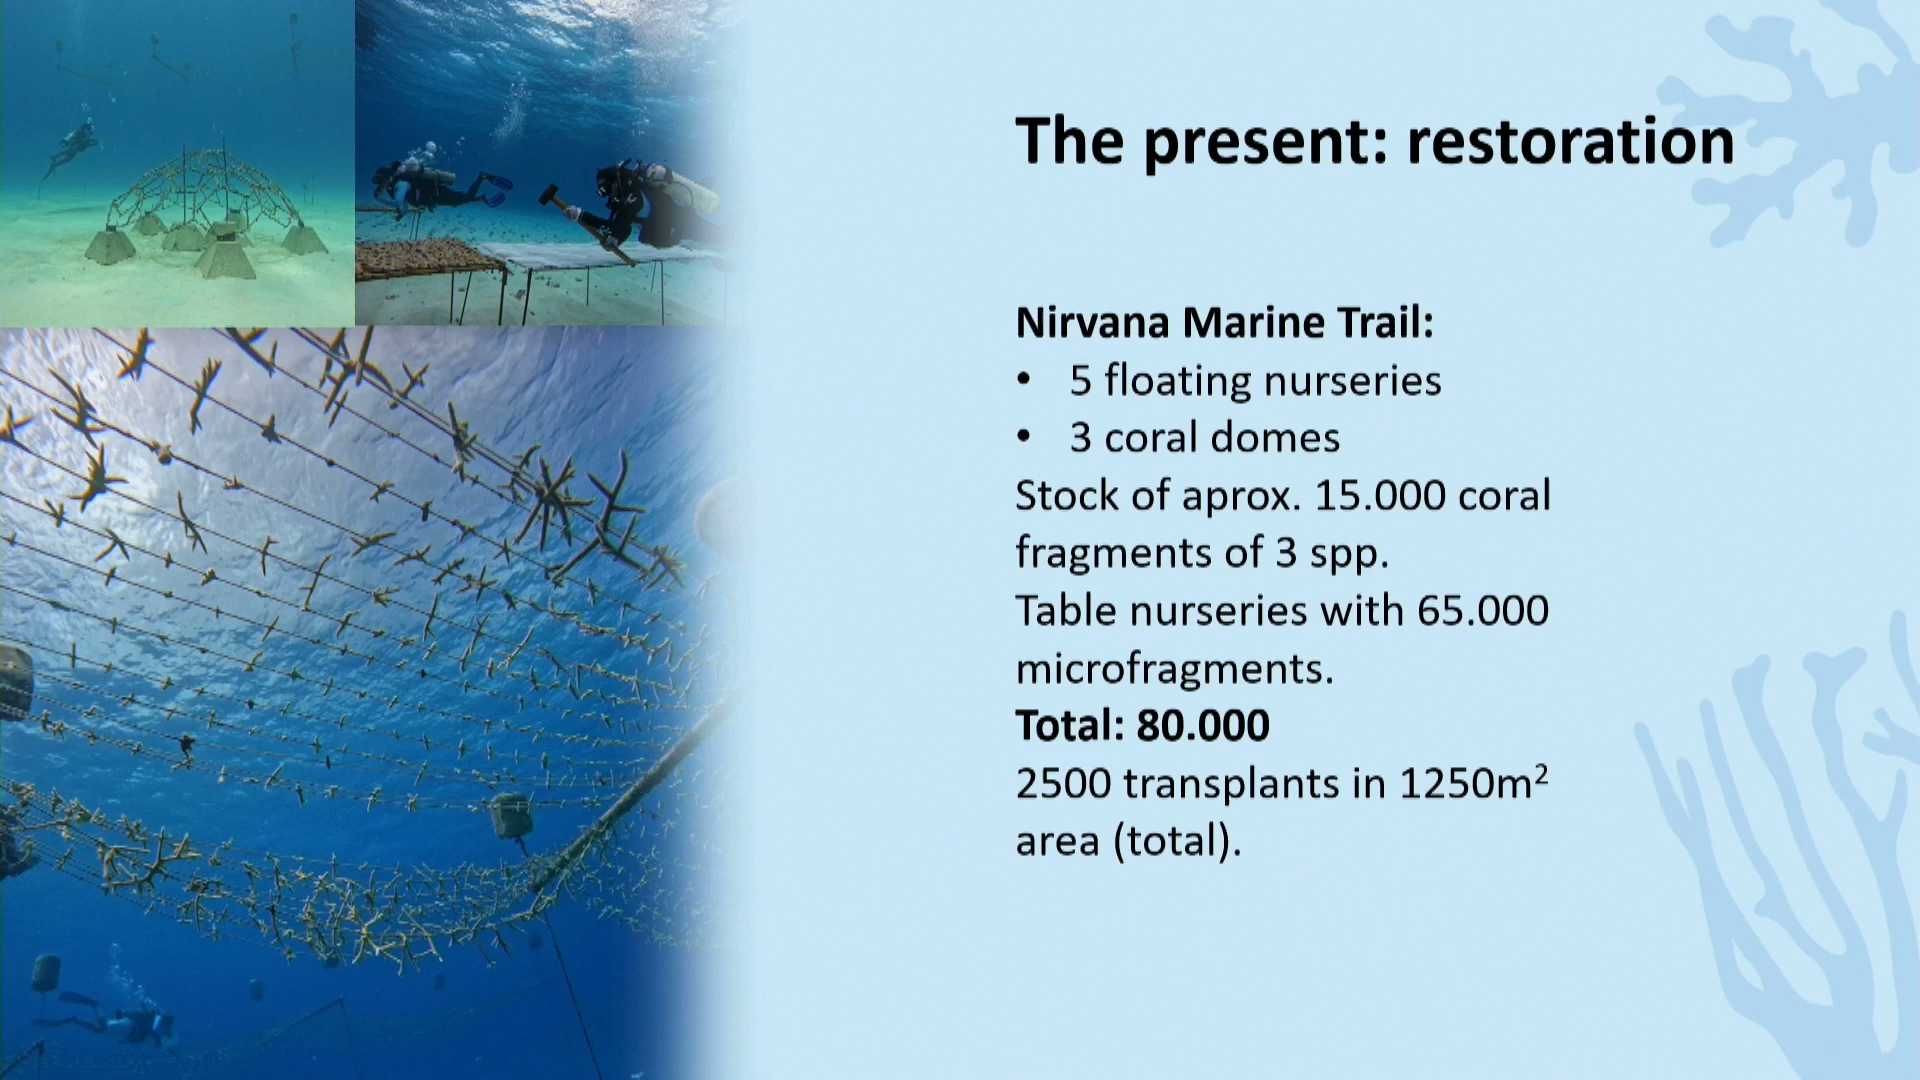 The present: restoration
Nirvana Marine Trail:
• 5 floating nurseries
• 3 coral domes
Stock of aprox. 15.000 coral
fragments of 3 spp.
Table nurseries with 65.000
microfragments.
Total: 80.000
2500 transplants in 1250m²
area (total).